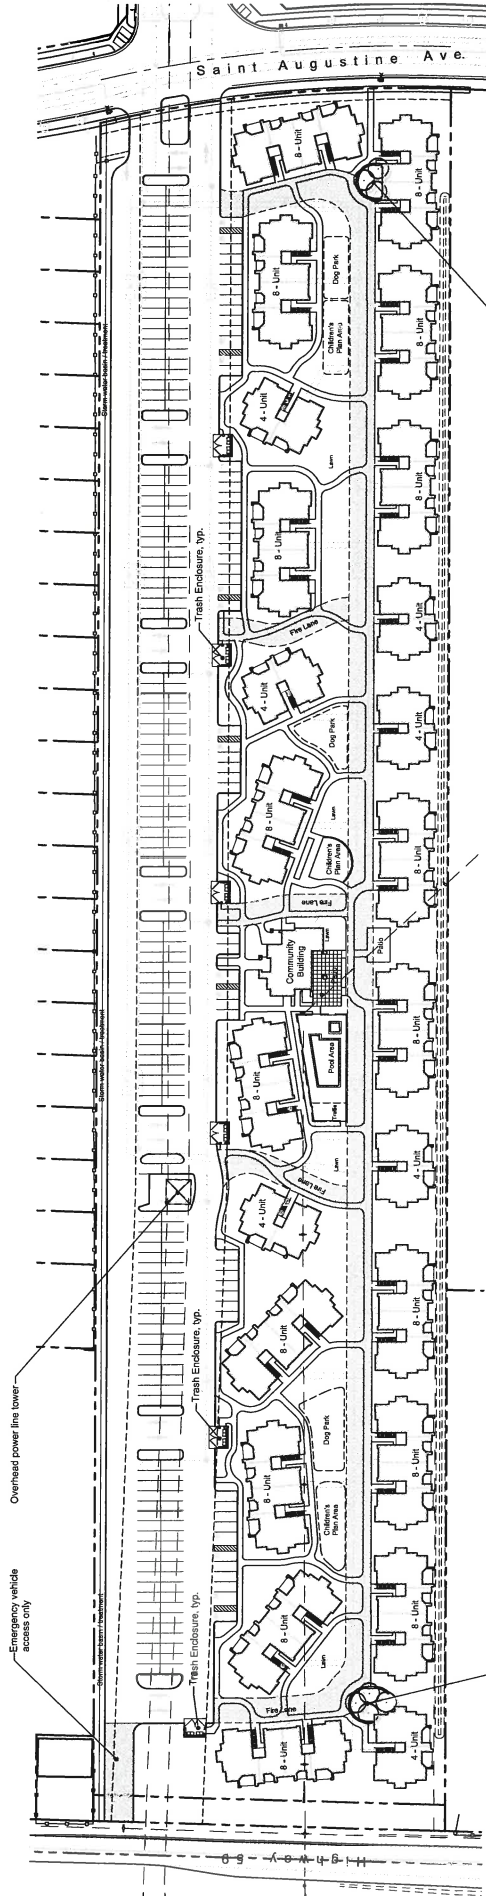 Saint Augustine Ave.
8 - Unit
8 - Unit
8 - Unit
Dog Park
Children's
Plan Area
8 - Unit
Storm water basin / treatment
4 - Unit
Lawn
8 - Unit
8 - Unit
Trash Enclosure, typ.
Fire Lane
4 - Unit
4 - Unit
Dog Park
4 - Unit
8 - Unit
Lawn
Children's
Plan Area
8 - Unit
Fire Lane
Lawn
Community
Building
Patio
Storm water basin / treatment
8 - Unit
Pool Area
8 - Unit
Trellis
Lawn
4 - Unit
Fire Lane
4 - Unit
Overhead power line tower
8 - Unit
8 - Unit
Trash Enclosure, typ.
Dog Park
8 - Unit
Children's
Plan Area
8 - Unit
Emergency vehicle
access only
Storm water basin / treatment
8 - Unit
Lawn
8 - Unit
Trash Enclosure, typ.
Fire Lane
8 - Unit
4 - Unit
Highway 59